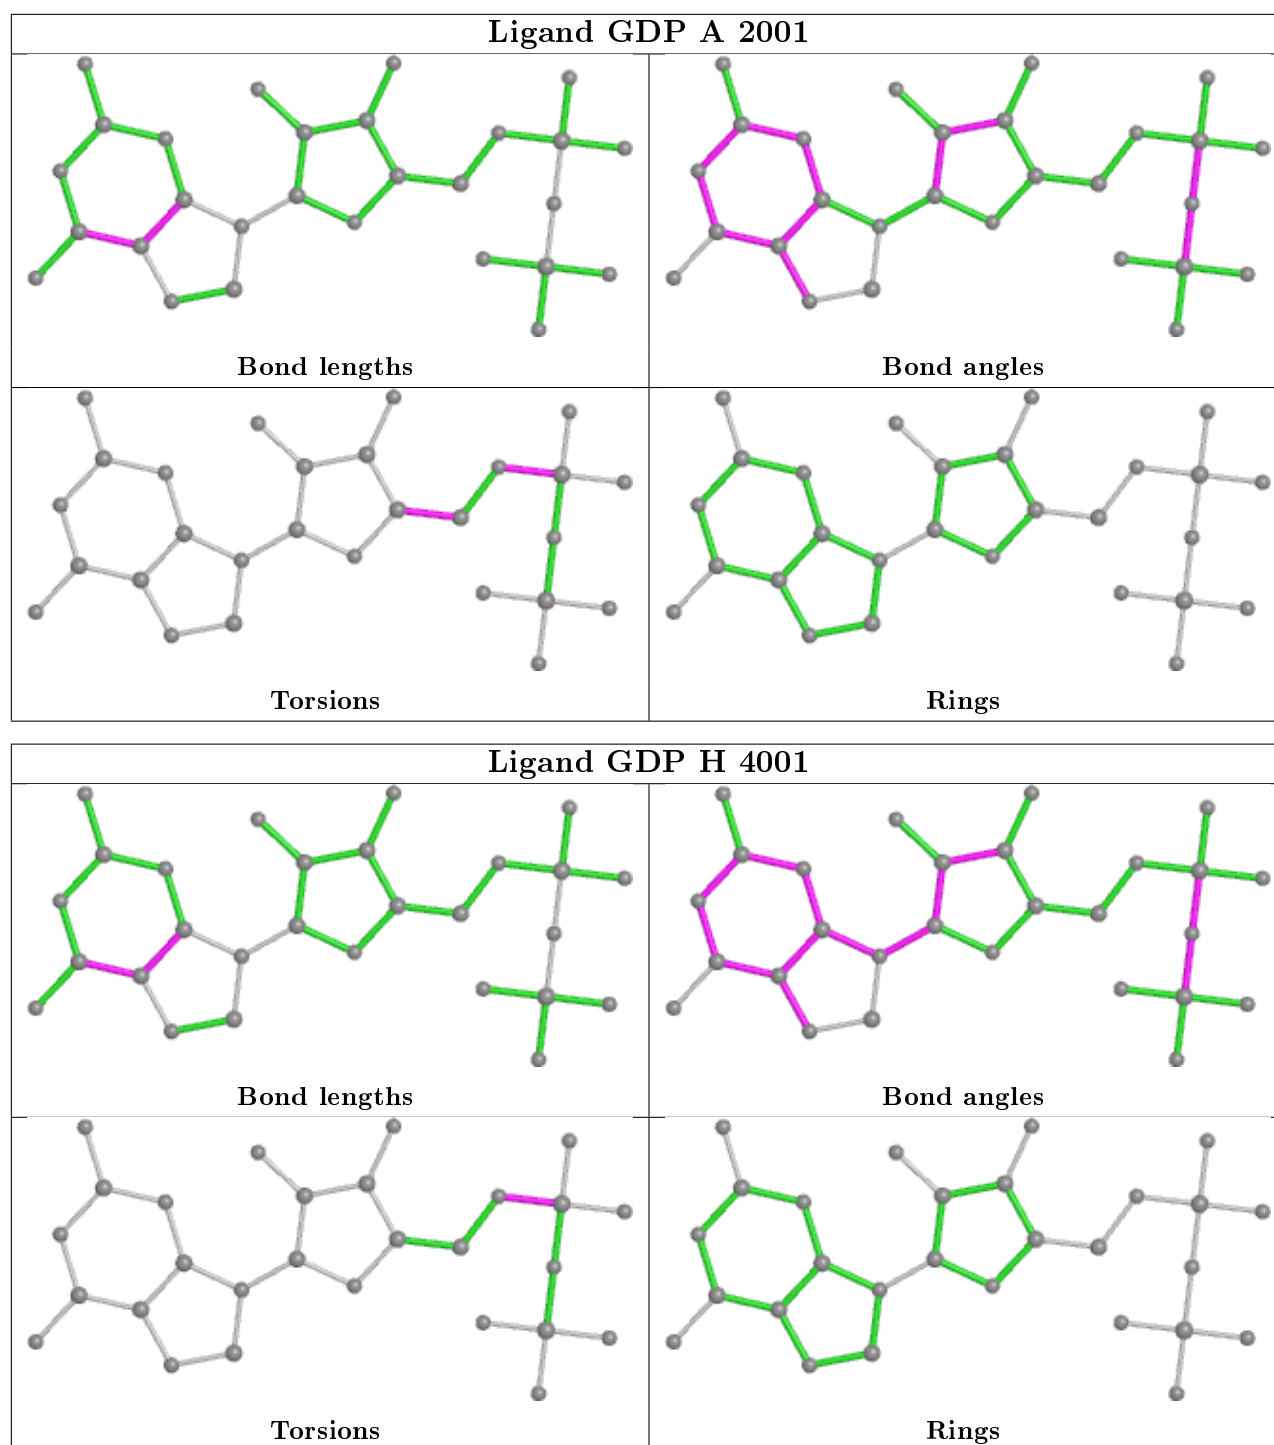 Ligand GDP A 2001
Bond lengths
Bond angles
Torsions
Rings
Ligand GDP H 4001
Bond lengths
Bond angles
Torsions
Rings